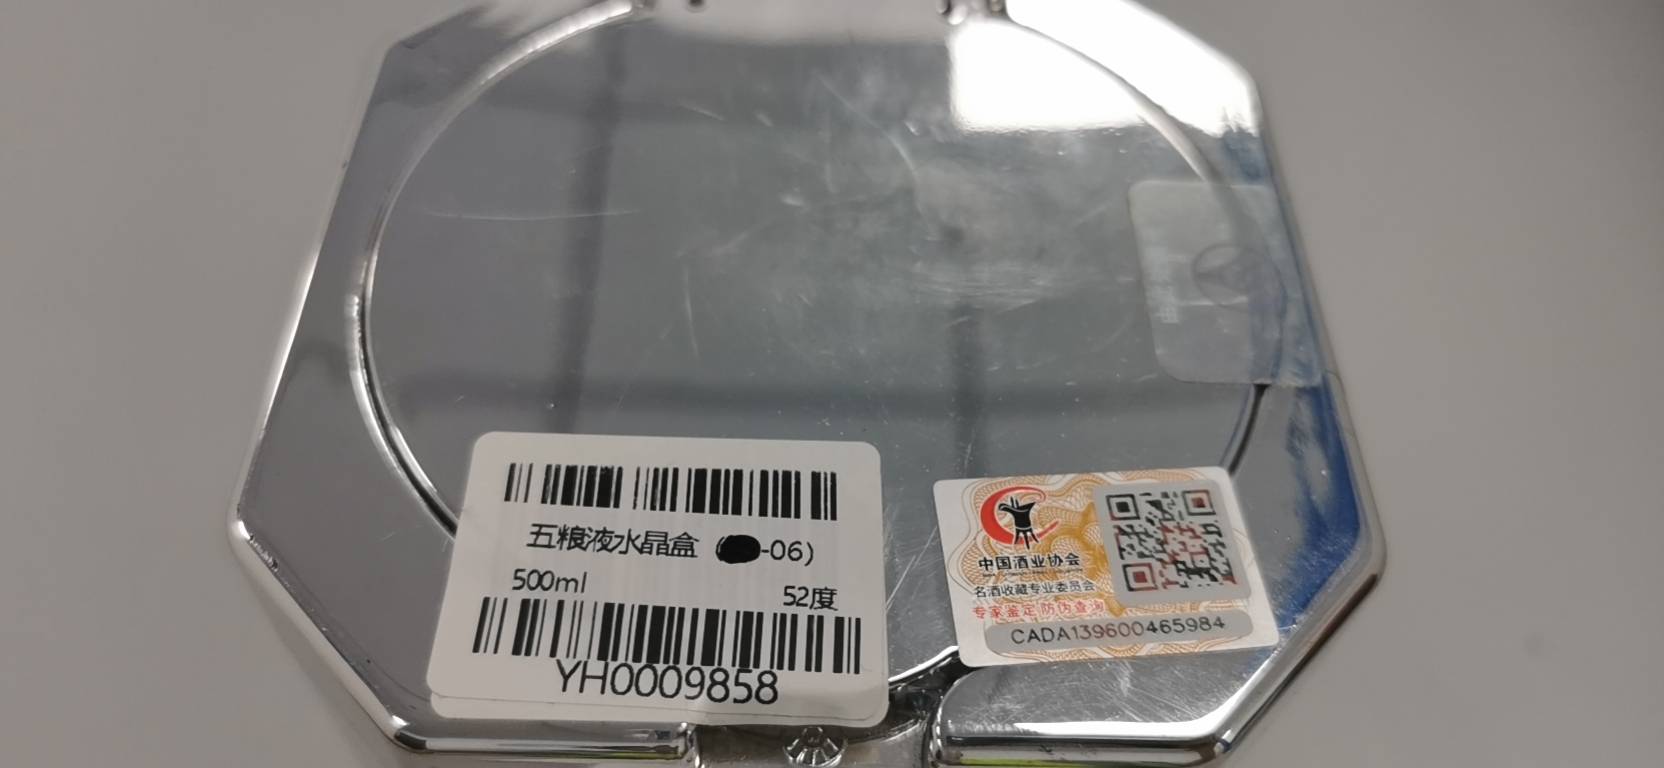 五粮液水晶盒 (-06)
500ml 52度
YH0009858
中国酒业协会
名酒收藏专业委员会
专家鉴定 防伪查询
CADA139600465984